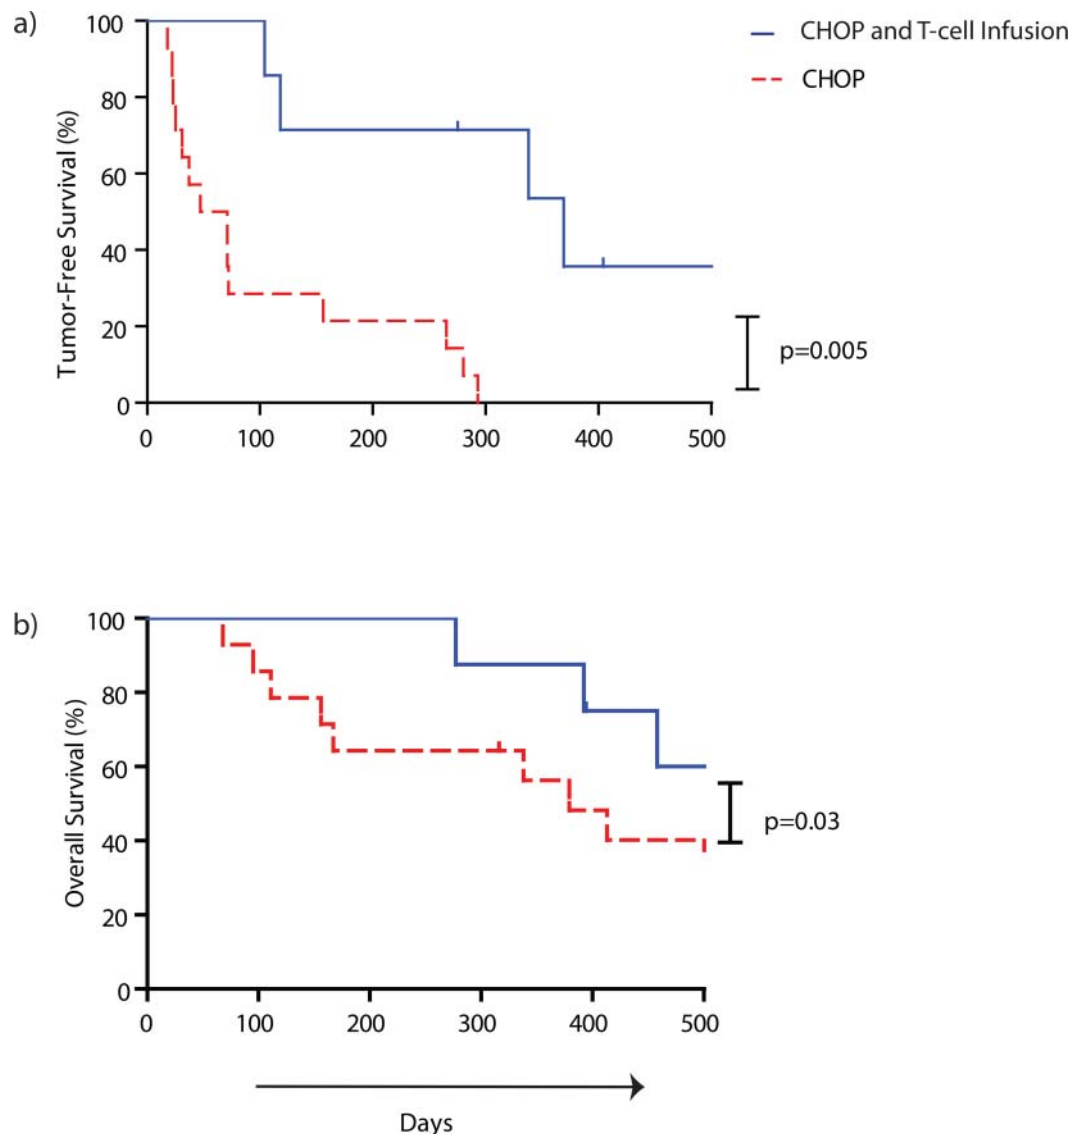 a)
CHOP and T-cell Infusion
CHOP
Tumor-Free Survival (%)
100
80
60
40
20
0
p=0.005
0 100 200 300 400 500
b)
Overall Survival (%)
100
80
60
40
20
0
p=0.03
0 100 200 300 400 500
Days